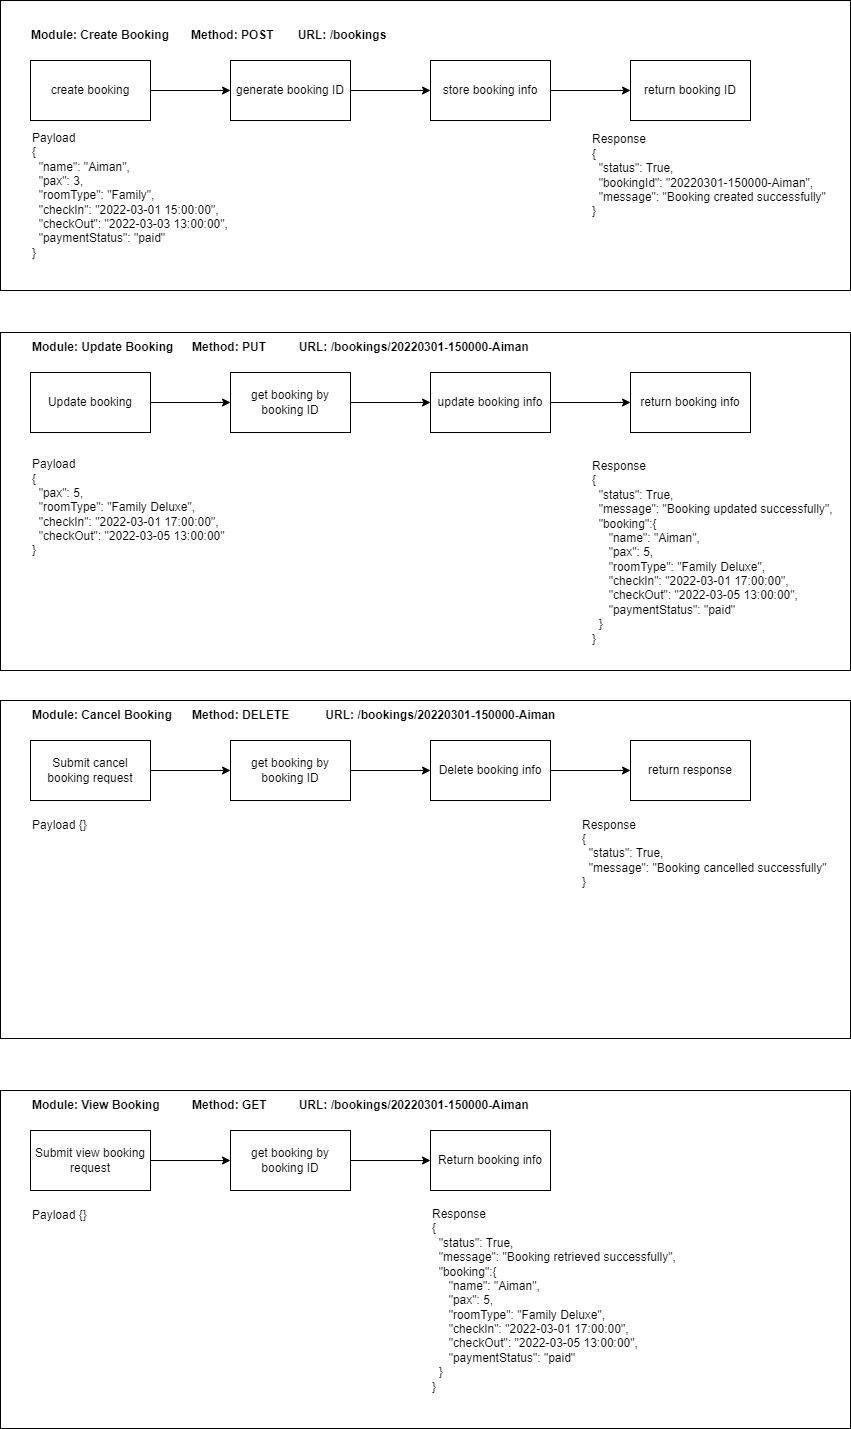 Module: Create Booking Method: POST URL: /bookings
create booking
generate booking ID
store booking info
return booking ID
Payload
{
"name": "Aiman",
"pax": 3,
"roomType": "Family",
"checkIn": "2022-03-01 15:00:00",
"checkOut": "2022-03-03 13:00:00",
"paymentStatus": "paid"
}
Response
{
"status": True,
"bookingId": "20220301-150000-Aiman",
"message": "Booking created successfully"
}
Module: Update Booking Method: PUT URL: /bookings/20220301-150000-Aiman
Update booking
get booking by
booking ID
update booking info
return booking info
Payload
{
"pax": 5,
"roomType": "Family Deluxe",
"checkIn": "2022-03-01 17:00:00",
"checkOut": "2022-03-05 13:00:00"
}
Response
{
"status": True,
"message": "Booking updated successfully",
"booking":{
"name": "Aiman",
"pax": 5,
"roomType": "Family Deluxe",
"checkIn": "2022-03-01 17:00:00",
"checkOut": "2022-03-05 13:00:00",
"paymentStatus": "paid"
}
}
Module: Cancel Booking Method: DELETE URL: /bookings/20220301-150000-Aiman
Submit cancel
booking request
get booking by
booking ID
Delete booking info
return response
Payload {}
Response
{
"status": True,
"message": "Booking cancelled successfully"
}
Module: View Booking Method: GET URL: /bookings/20220301-150000-Aiman
Submit view booking
request
get booking by
booking ID
Return booking info
Payload {}
Response
{
"status": True,
"message": "Booking retrieved successfully",
"booking":{
"name": "Aiman",
"pax": 5,
"roomType": "Family Deluxe",
"checkIn": "2022-03-01 17:00:00",
"checkOut": "2022-03-05 13:00:00",
"paymentStatus": "paid"
}
}